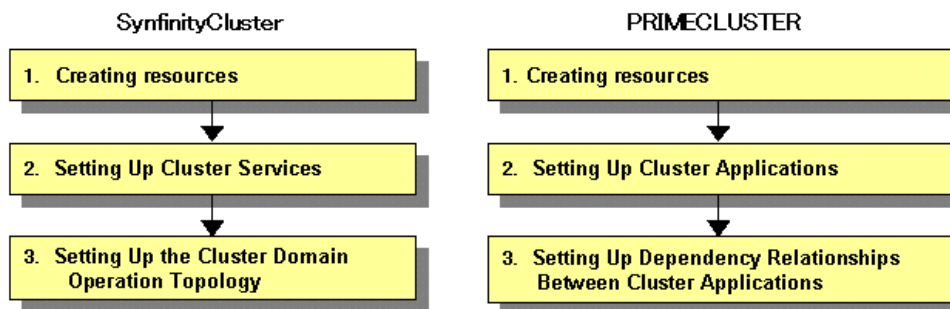 SynfinityCluster
1. Creating resources
2. Setting Up Cluster Services
3. Setting Up the Cluster Domain
Operation Topology
PRIMECLUSTER
1. Creating resources
2. Setting Up Cluster Applications
3. Setting Up Dependency Relationships
Between Cluster Applications